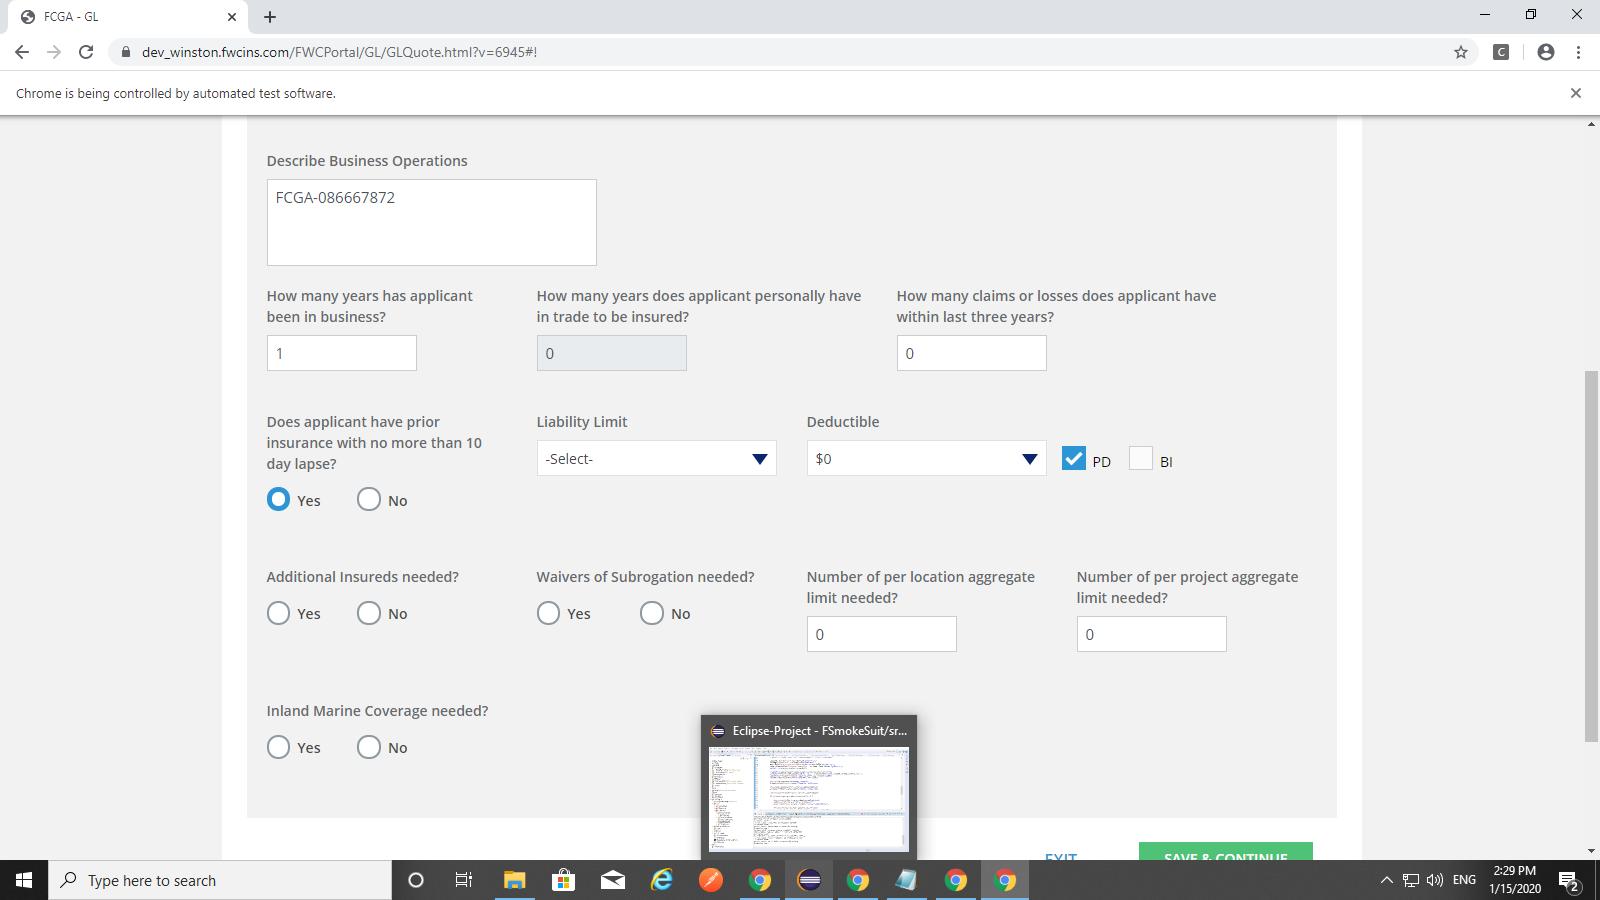 FCGA - GL
dev_winston.fwcins.com/FWCPortal/GL/GLQuote.html?v=6945#!
C
Chrome is being controlled by automated test software.
Describe Business Operations
FCGA-086667872
How many years has applicant been in business?
1
How many years does applicant personally have in trade to be insured?
0
How many claims or losses does applicant have within last three years?
0
Does applicant have prior insurance with no more than 10 day lapse?
Yes No
Liability Limit
-Select-
Deductible
$0
PD BI
Additional Insureds needed?
Yes No
Waivers of Subrogation needed?
Yes No
Number of per location aggregate limit needed?
0
Number of per project aggregate limit needed?
0
Inland Marine Coverage needed?
Yes No
Eclipse-Project - FSmokeSuit/sr...
EXIT
SAVE & CONTINUE
Type here to search
ENG
2:29 PM
1/15/2020
2